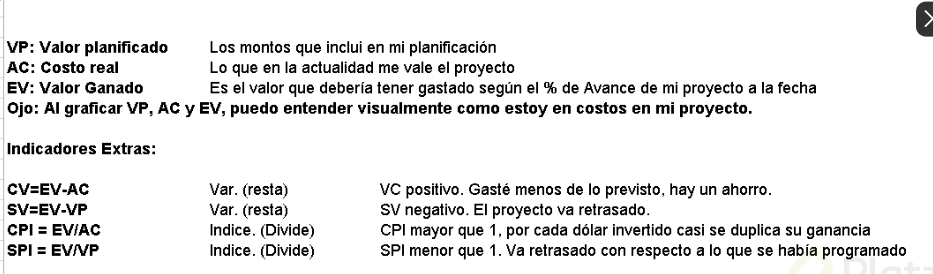 VP: Valor planificado Los montos que inclui en mi planificación
AC: Costo real Lo que en la actualidad me vale el proyecto
EV: Valor Ganado Es el valor que debería tener gastado según el % de Avance de mi proyecto a la fecha
Ojo: Al graficar VP, AC y EV, puedo entender visualmente como estoy en costos en mi proyecto.
Indicadores Extras:
CV=EV-AC Var. (resta) VC positivo. Gasté menos de lo previsto, hay un ahorro.
SV=EV-VP Var. (resta) SV negativo. El proyecto va retrasado.
CPI = EV/AC Indice. (Divide) CPI mayor que 1, por cada dólar invertido casi se duplica su ganancia
SPI = EV/VP Indice. (Divide) SPI menor que 1. Va retrasado con respecto a lo que se había programado